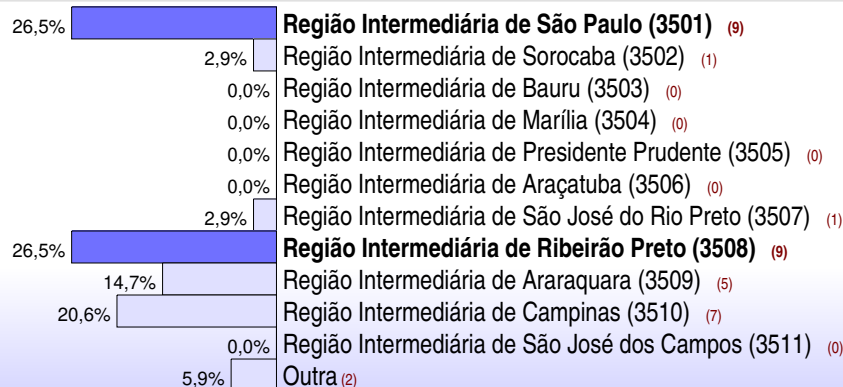 26,5% Região Intermediária de São Paulo (3501) (9)
2,9% Região Intermediária de Sorocaba (3502) (1)
0,0% Região Intermediária de Bauru (3503) (0)
0,0% Região Intermediária de Marília (3504) (0)
0,0% Região Intermediária de Presidente Prudente (3505) (0)
0,0% Região Intermediária de Araçatuba (3506) (0)
2,9% Região Intermediária de São José do Rio Preto (3507) (1)
26,5% Região Intermediária de Ribeirão Preto (3508) (9)
14,7% Região Intermediária de Araraquara (3509) (5)
20,6% Região Intermediária de Campinas (3510) (7)
0,0% Região Intermediária de São José dos Campos (3511) (0)
5,9% Outra (2)